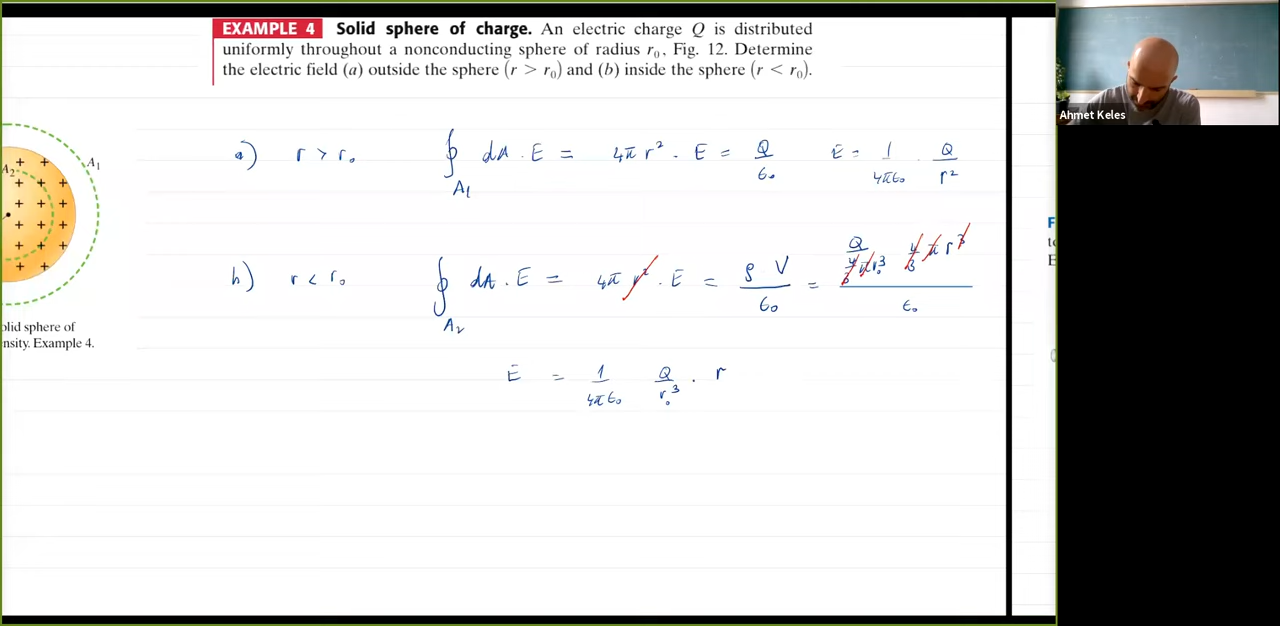 EXAMPLE 4 Solid sphere of charge. An electric charge Q is distributed
uniformly throughout a nonconducting sphere of radius r₀, Fig. 12. Determine
the electric field (a) outside the sphere (r > r₀) and (b) inside the sphere (r < r₀).
Ahmet Keles
A₁
A₂
a) r > r₀ ∮_A₁ dA . E = 4π r² . E = Q/ϵ₀ E = 1/4πϵ₀ . Q/r²
b) r < r₀ ∮_A₂ dA . E = 4π r² . E = ρ V/ϵ₀ = Q/(4/3 π r₀³) 4/3 π r³ / ϵ₀
olid sphere of
nsity. Example 4.
E = 1/4πϵ₀ Q/r₀³ . r
F
to
E